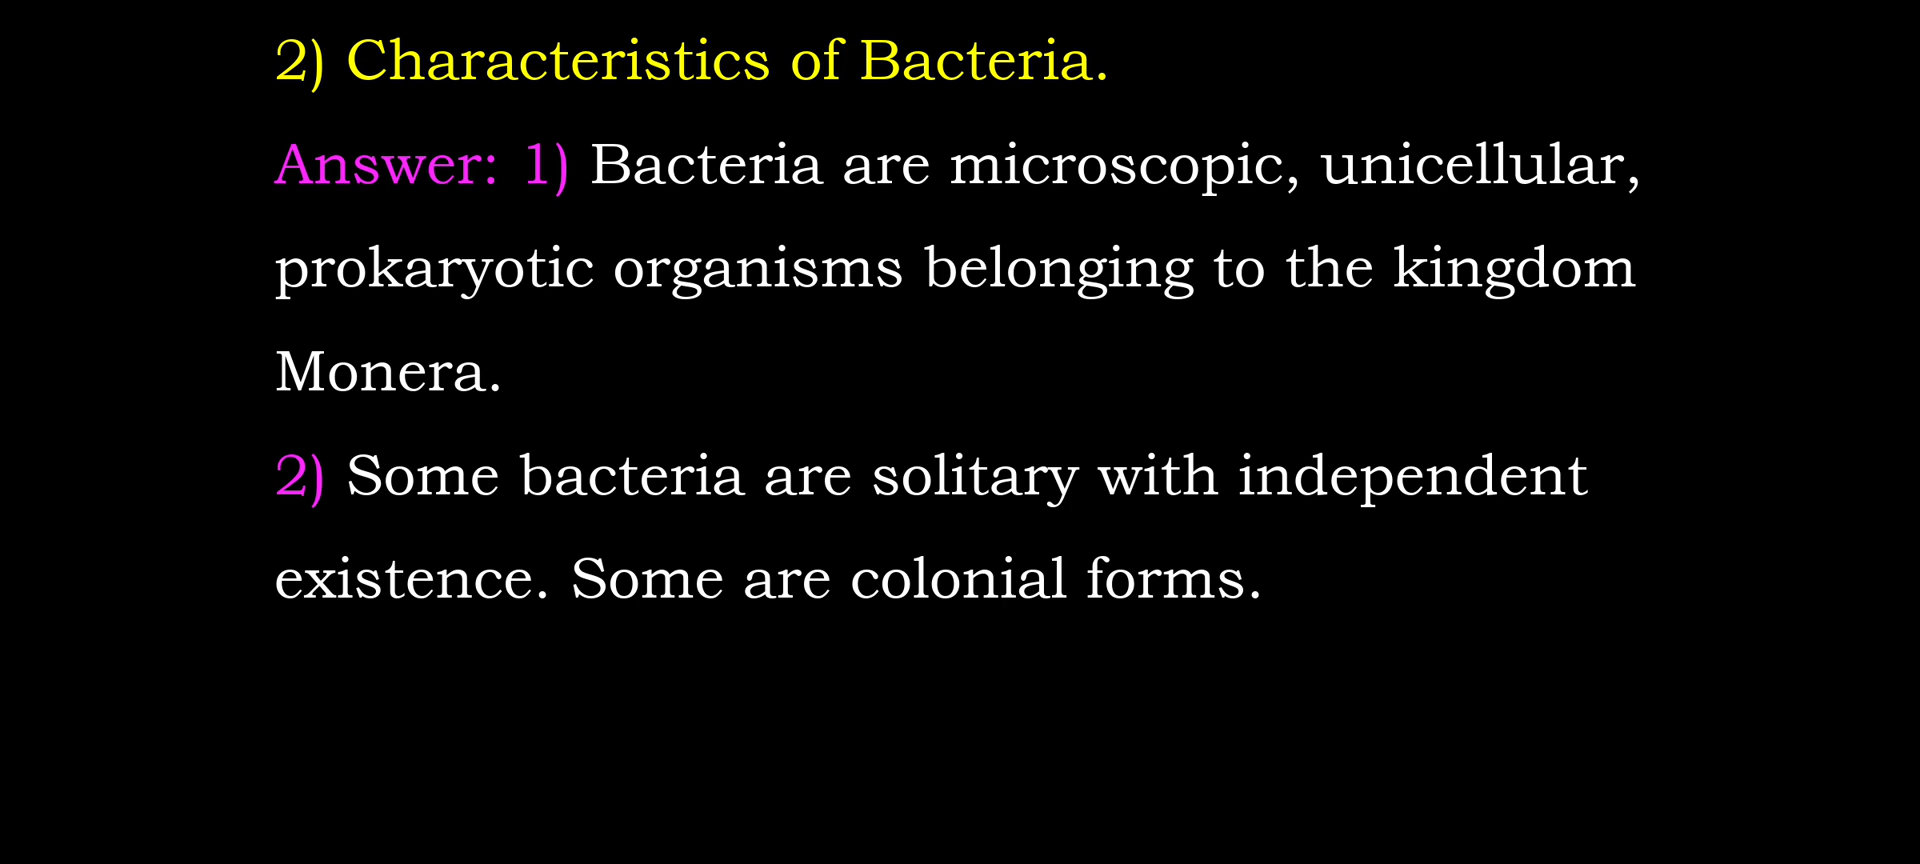 2) Characteristics of Bacteria.
Answer: 1) Bacteria are microscopic, unicellular,
prokaryotic organisms belonging to the kingdom
Monera.
2) Some bacteria are solitary with independent
existence. Some are colonial forms.